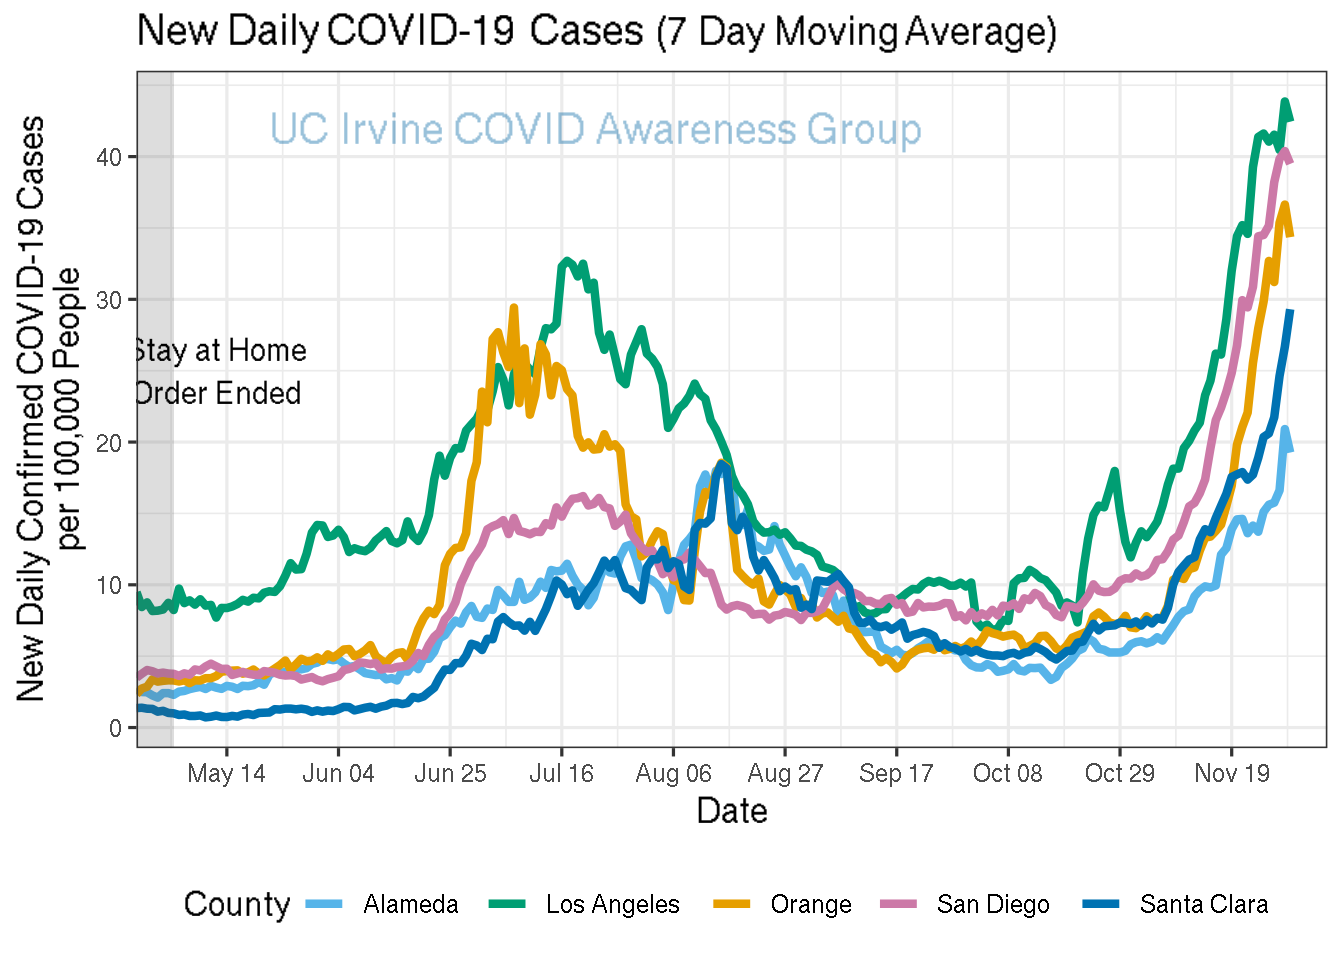 New Daily COVID-19 Cases (7 Day Moving Average)
UC Irvine COVID Awareness Group
New Daily Confirmed COVID-19 Cases
per 100,000 People
40
30
20
10
0
Stay at Home
Order Ended
May 14 Jun 04 Jun 25 Jul 16 Aug 06 Aug 27 Sep 17 Oct 08 Oct 29 Nov 19
Date
County Alameda Los Angeles Orange San Diego Santa Clara